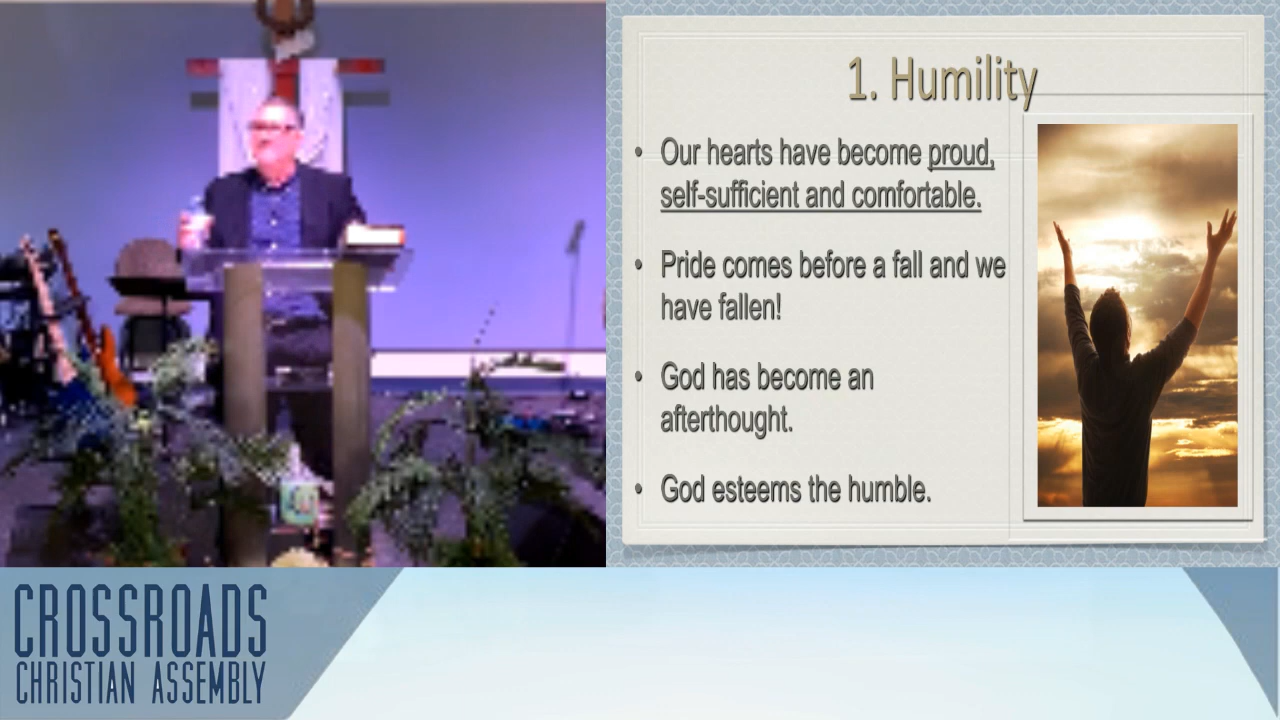 1. Humility
• Our hearts have become proud,
self-sufficient and comfortable.
• Pride comes before a fall and we
have fallen!
• God has become an
afterthought.
• God esteems the humble.
CROSSROADS
CHRISTIAN ASSEMBLY